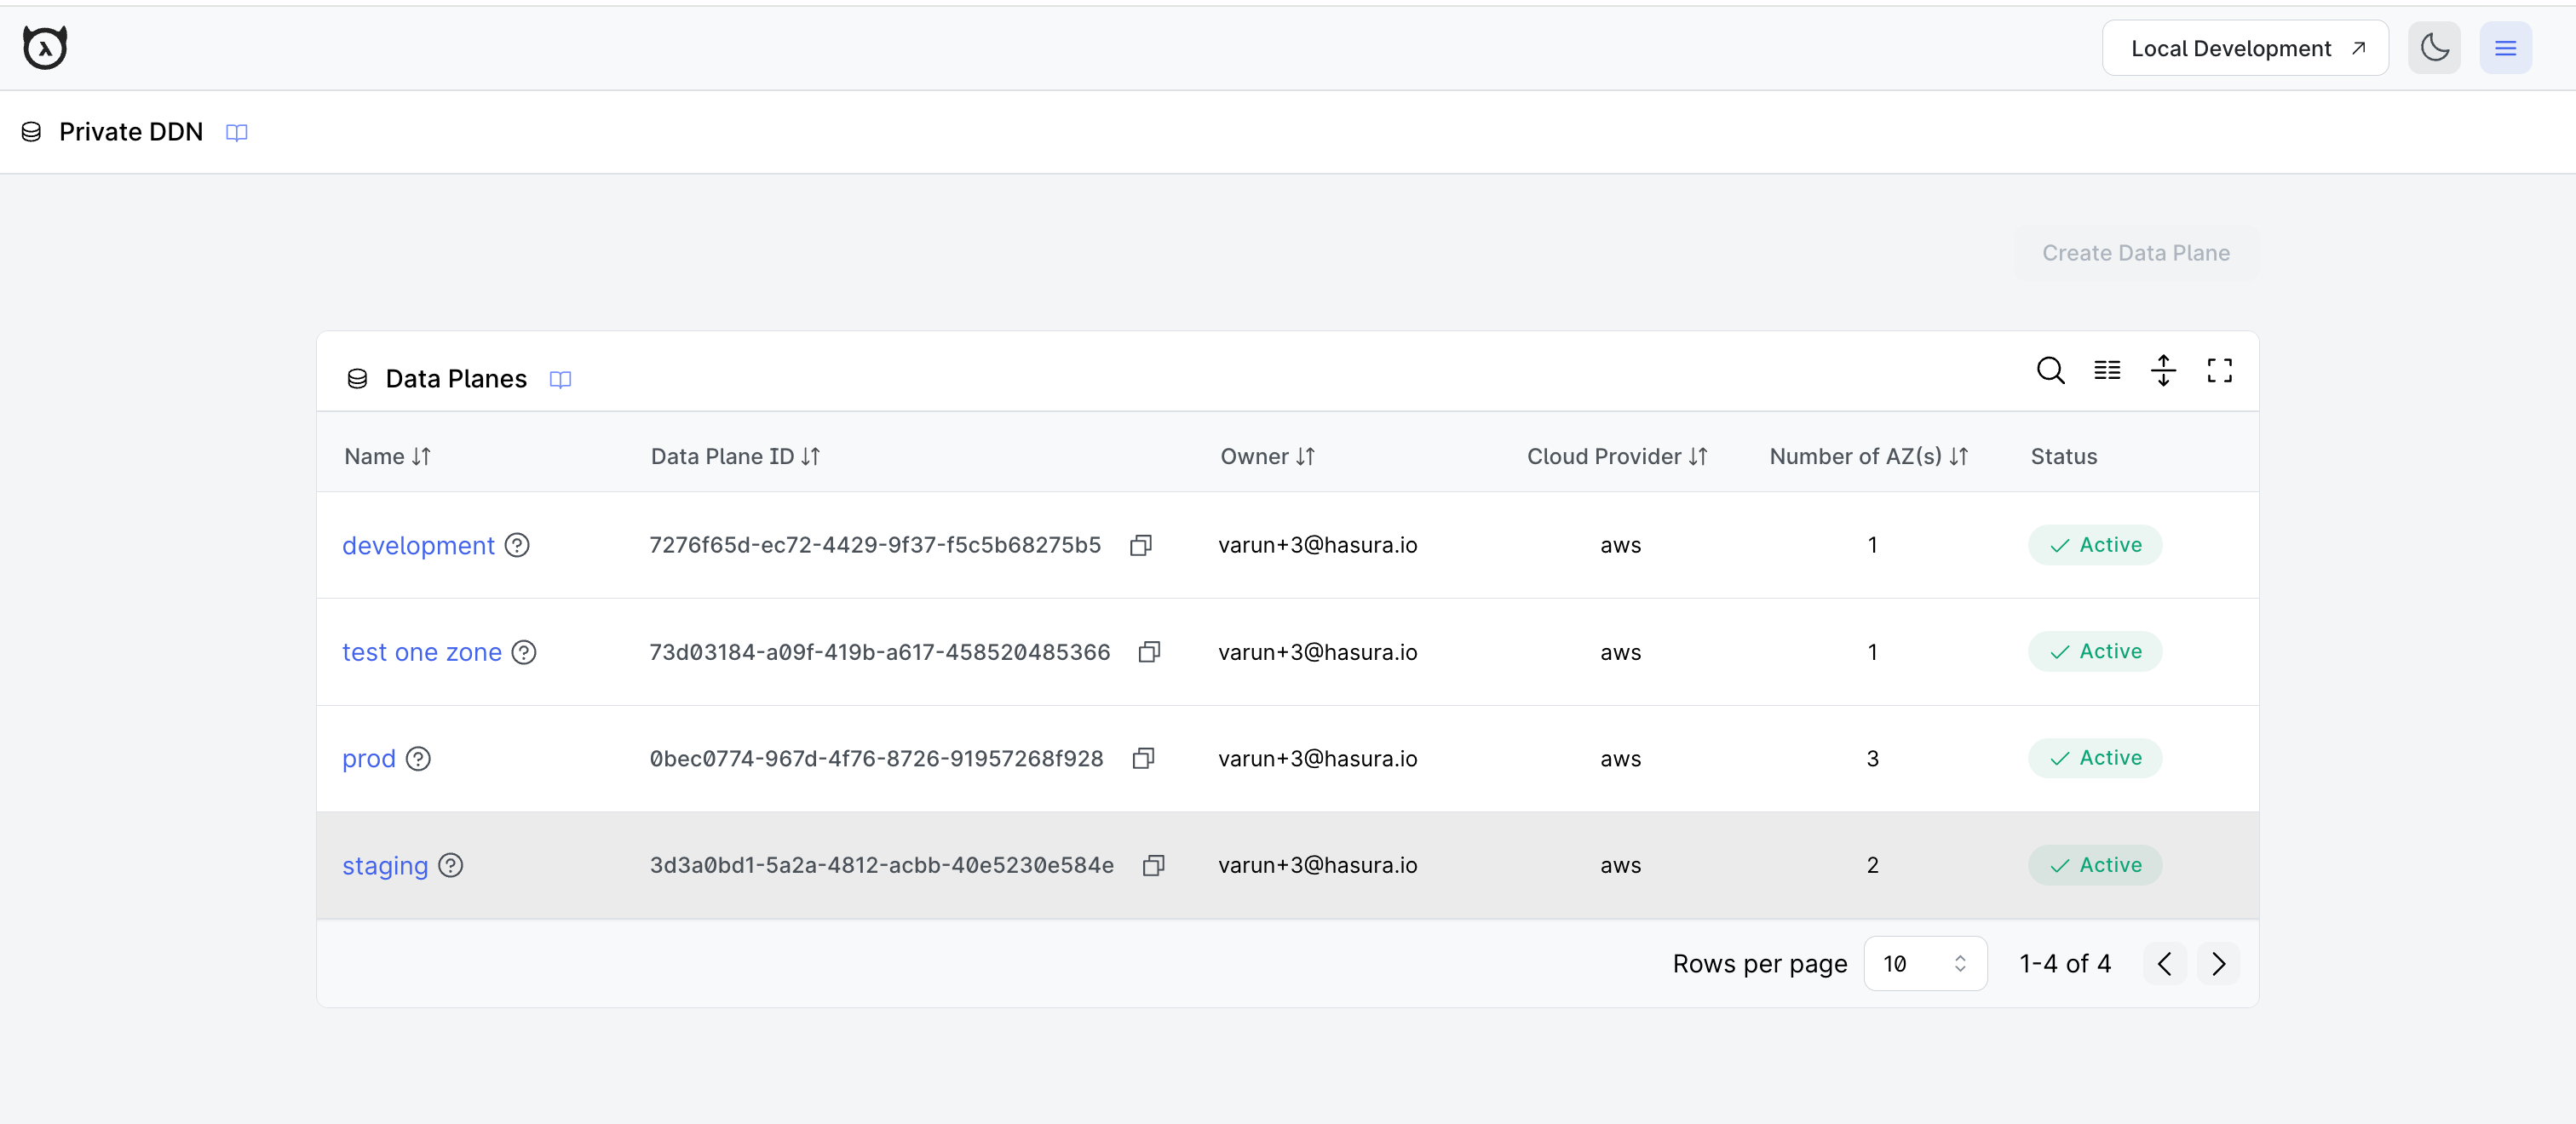 Local Development
Private DDN
Create Data Plane
Data Planes
Name Data Plane ID Owner Cloud Provider Number of AZ(s) Status
development 7276f65d-ec72-4429-9f37-f5c5b68275b5 varun+3@hasura.io aws 1 Active
test one zone 73d03184-a09f-419b-a617-458520485366 varun+3@hasura.io aws 1 Active
prod 0bec0774-967d-4f76-8726-91957268f928 varun+3@hasura.io aws 3 Active
staging 3d3a0bd1-5a2a-4812-acbb-40e5230e584e varun+3@hasura.io aws 2 Active
Rows per page 10 1-4 of 4